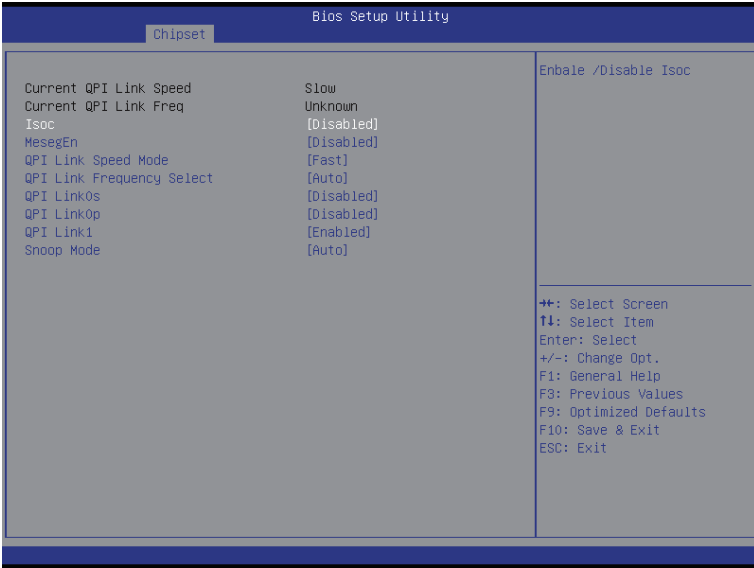 Bios Setup Utility
Chipset
Current QPI Link Speed Slow
Current QPI Link Freq Unknown
Isoc [Disabled]
MesegEn [Disabled]
QPI Link Speed Mode [Fast]
QPI Link Frequency Select [Auto]
QPI Link0s [Disabled]
QPI Link0p [Disabled]
QPI Link1 [Enabled]
Snoop Mode [Auto]
Enbale /Disable Isoc
→←: Select Screen
↑↓: Select Item
Enter: Select
+/-: Change Opt.
F1: General Help
F3: Previous Values
F9: Optimized Defaults
F10: Save & Exit
ESC: Exit